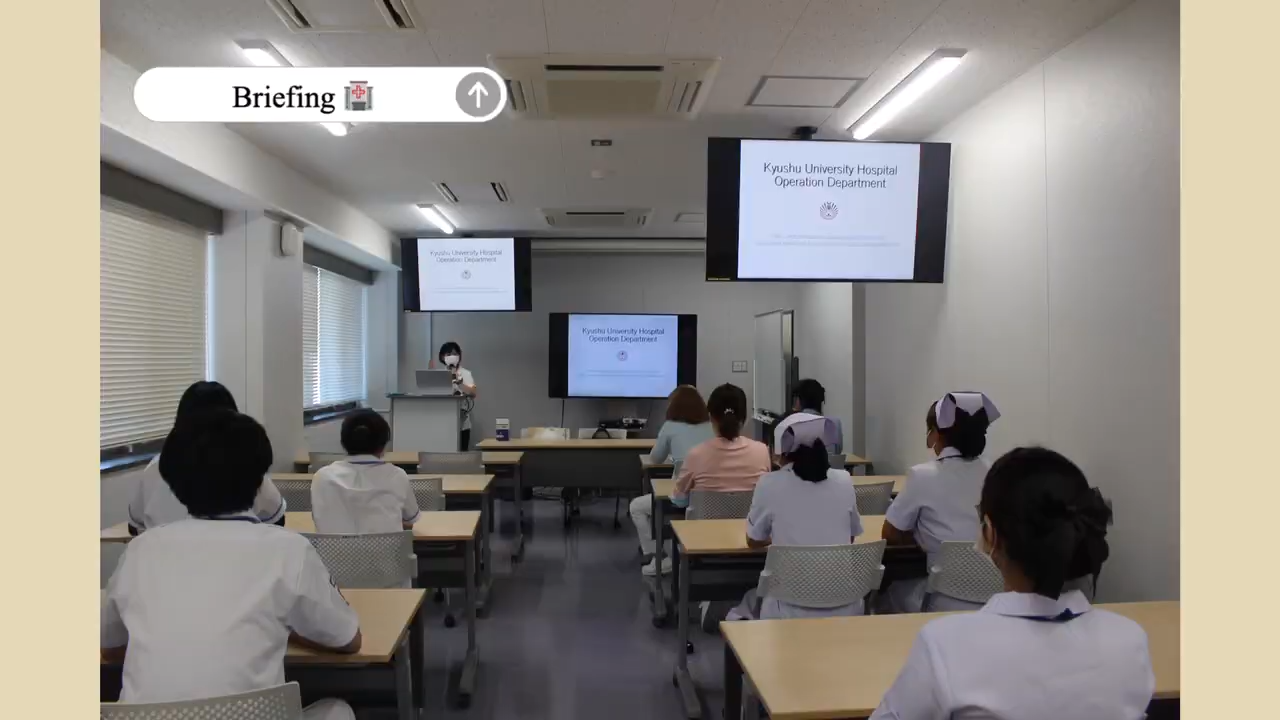 Briefing
Kyushu University Hospital
Operation Department
Kyushu University Hospital
Operation Department
Kyushu University Hospital
Operation Department